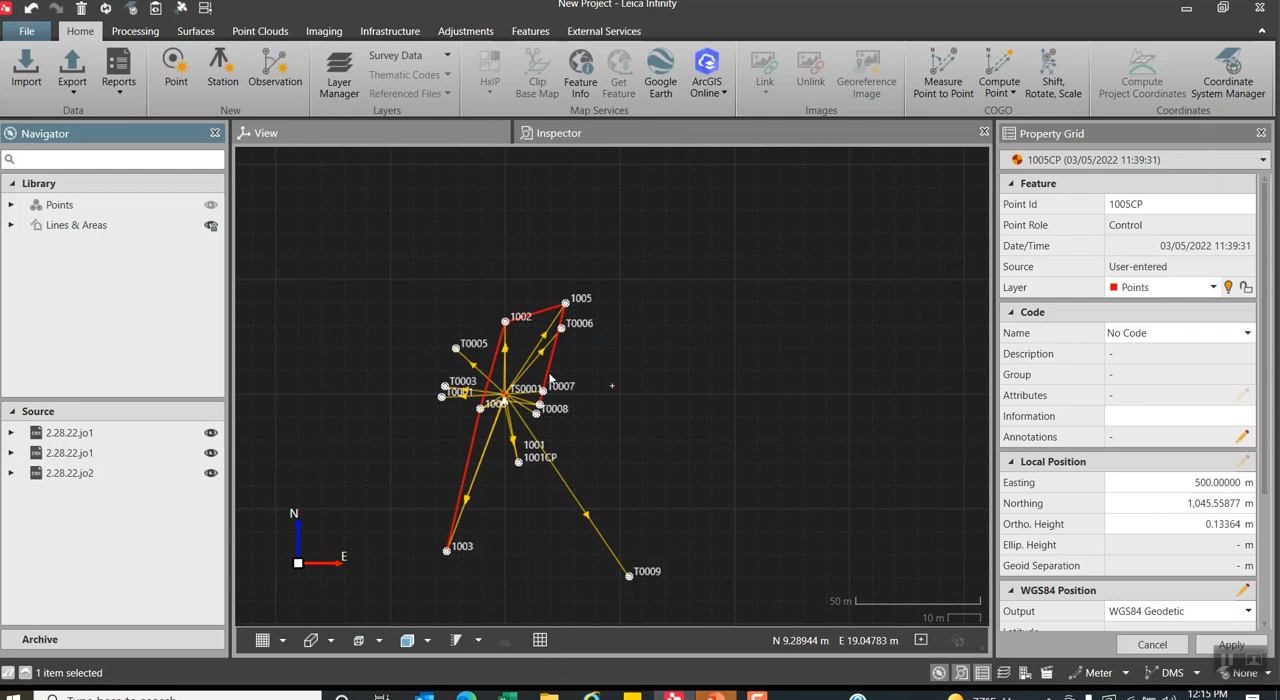 New Project - Leica Infinity
File Home Processing Surfaces Point Clouds Imaging Infrastructure Adjustments Features External Services
Import Export Reports
Data
Point Station Observation
New
Layer Manager
Survey Data
Thematic Codes
Referenced Files
Layers
HxIP
Clip Base Map
Feature Info
Get Feature
Google Earth
ArcGIS Online
Map Services
Link Unlink
Georeference Image
Images
Measure Point to Point
Compute Point
Shift, Rotate, Scale
COGO
Compute Project Coordinates
Coordinate System Manager
Coordinates
Navigator
Library
Points
Lines & Areas
Source
2.28.22.jo1
2.28.22.jo1
2.28.22.jo2
Archive
View
Inspector
1005
1002
T0006
T0005
T0003
TS0001
T0007
T0008
1001
1001CP
1003
T0009
N
E
50 m
10 m
N 9.28944 m E 19.04783 m
Property Grid
1005CP (03/05/2022 11:39:31)
Feature
Point Id 1005CP
Point Role Control
Date/Time 03/05/2022 11:39:31
Source User-entered
Layer Points
Code
Name No Code
Description -
Group -
Attributes -
Information
Annotations -
Local Position
Easting 500.00000 m
Northing 1,045.55877 m
Ortho. Height 0.13364 m
Ellip. Height - m
Geoid Separation - m
WGS84 Position
Output WGS84 Geodetic
Cancel Apply
1 item selected
Meter DMS None
12:15 PM